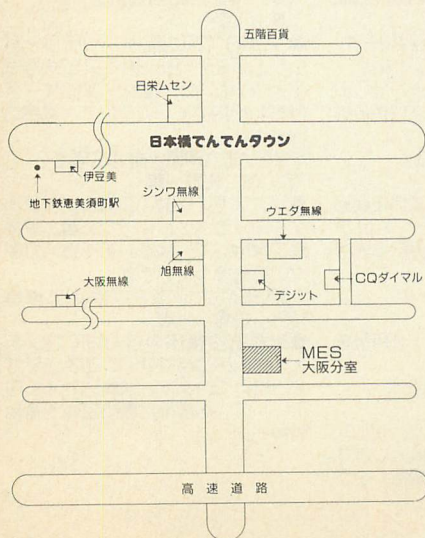 五階百貨
日栄ムセン
日本橋でんでんタウン
伊豆美
地下鉄恵美須町駅
シンワ無線
ウエダ無線
旭無線
デジット
CQダイマル
大阪無線
MES
大阪分室
高速道路